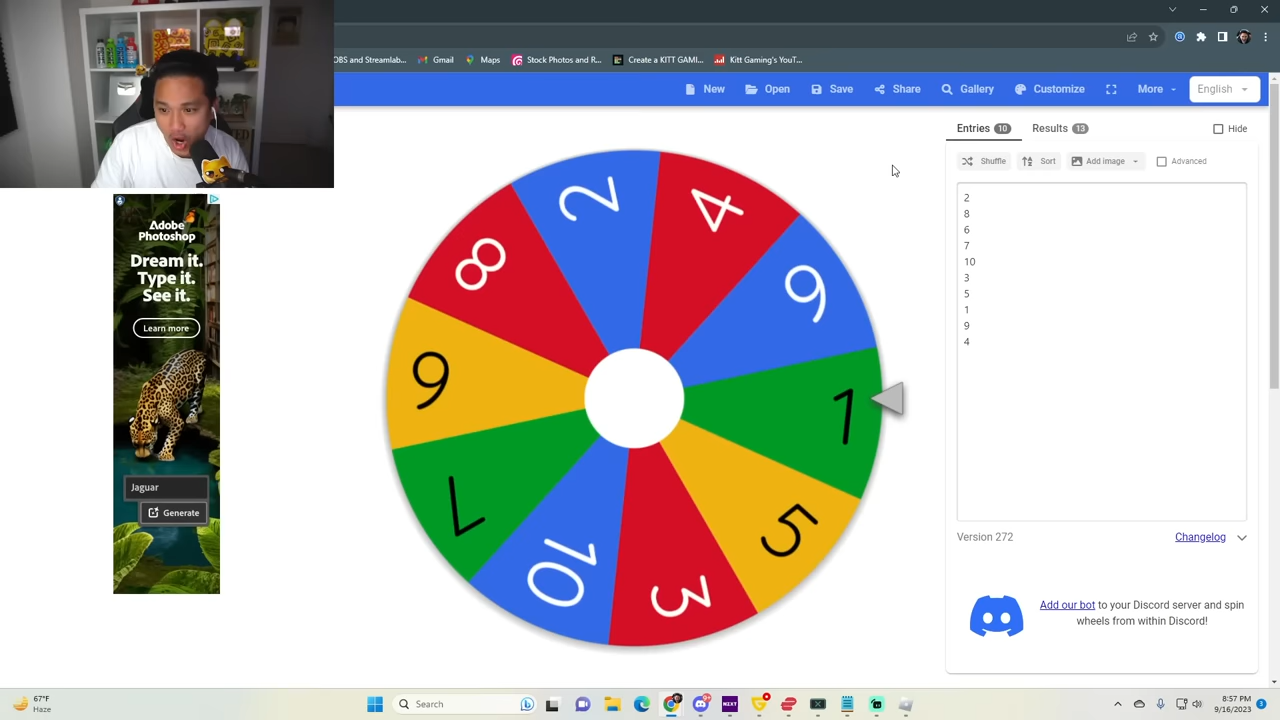 OBS and Streamlab...
Gmail
Maps
Stock Photos and R...
Create a KITT GAMI...
Kitt Gaming's YouT...
New
Open
Save
Share
Gallery
Customize
More
English
Entries 10
Results 13
Hide
Shuffle
Sort
Add image
Advanced
2
8
6
7
10
3
5
1
9
4
Version 272
Changelog
Add our bot to your Discord server and spin
wheels from within Discord!
2
4
9
1
5
3
10
7
6
8
Adobe
Photoshop
Dream it.
Type it.
See it.
Learn more
Jaguar
Generate
67°F
Haze
Search
8:57 PM
9/16/2023